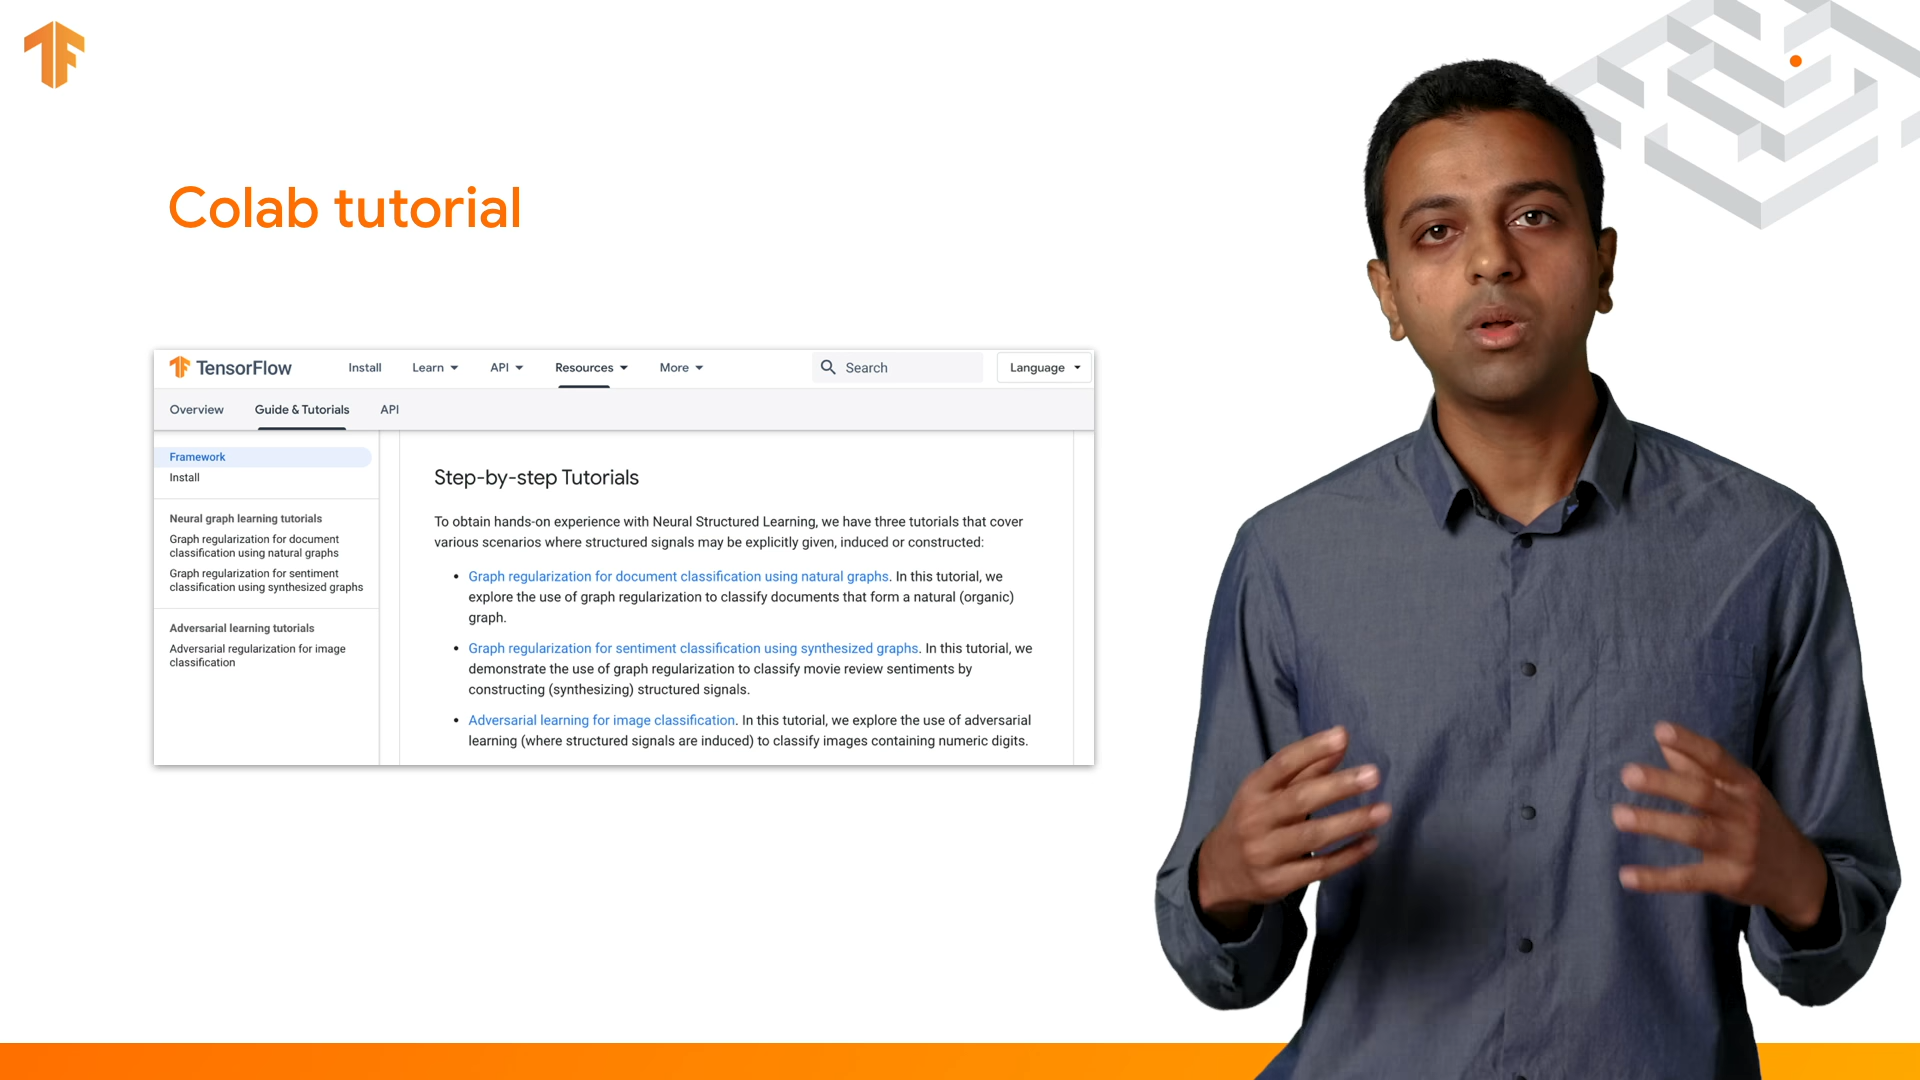 Colab tutorial
TensorFlow
Install
Learn
API
Resources
More
Search
Language
Overview
Guide & Tutorials
API
Framework
Install
Neural graph learning tutorials
Graph regularization for document
classification using natural graphs
Graph regularization for sentiment
classification using synthesized graphs
Adversarial learning tutorials
Adversarial regularization for image
classification
Step-by-step Tutorials
To obtain hands-on experience with Neural Structured Learning, we have three tutorials that cover
various scenarios where structured signals may be explicitly given, induced or constructed:
• Graph regularization for document classification using natural graphs. In this tutorial, we
explore the use of graph regularization to classify documents that form a natural (organic)
graph.
• Graph regularization for sentiment classification using synthesized graphs. In this tutorial, we
demonstrate the use of graph regularization to classify movie review sentiments by
constructing (synthesizing) structured signals.
• Adversarial learning for image classification. In this tutorial, we explore the use of adversarial
learning (where structured signals are induced) to classify images containing numeric digits.